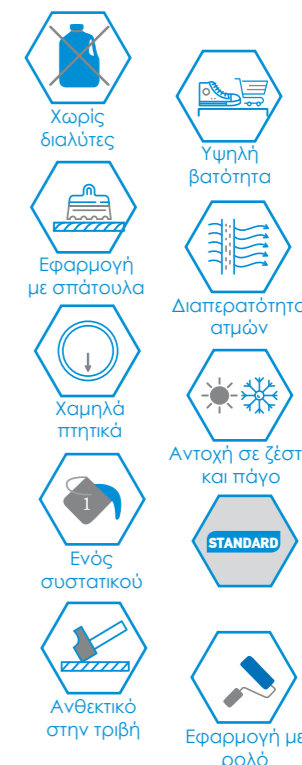 Χωρίς
διαλύτες
Υψηλή
βατότητα
Εφαρμογή
με σπάτουλα
Διαπερατότητα
ατμών
Χαμηλά
πτητικά
Αντοχή σε ζέστ
και πάγο
1
Ενός
συστατικού
STANDARD
Ανθεκτικό
στην τριβή
Εφαρμογή με
ρολό